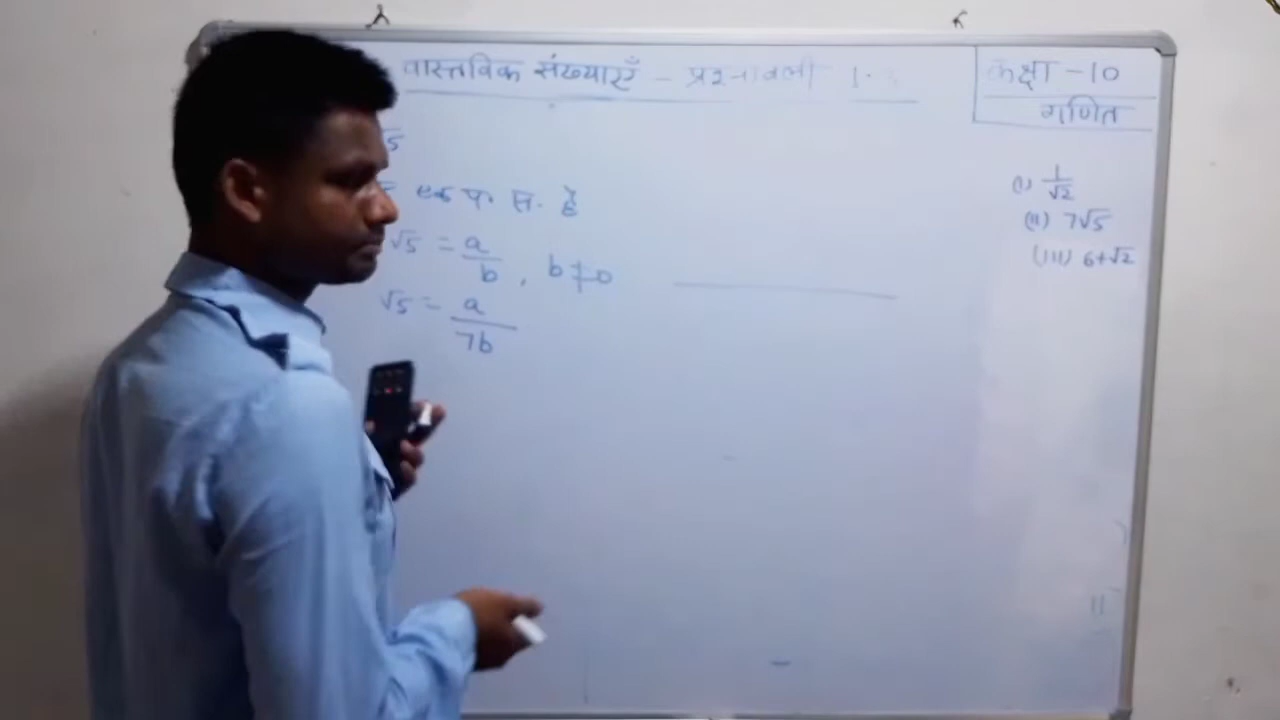 वास्तविक संख्याएँ – प्रश्नावली 1.
कक्षा -10
गणित
√5
= एक प. स. है
√5 = a/b, b≠0
√5 = a/7b
(i) 1/√2
(ii) 7√5
(iii) 6+√2